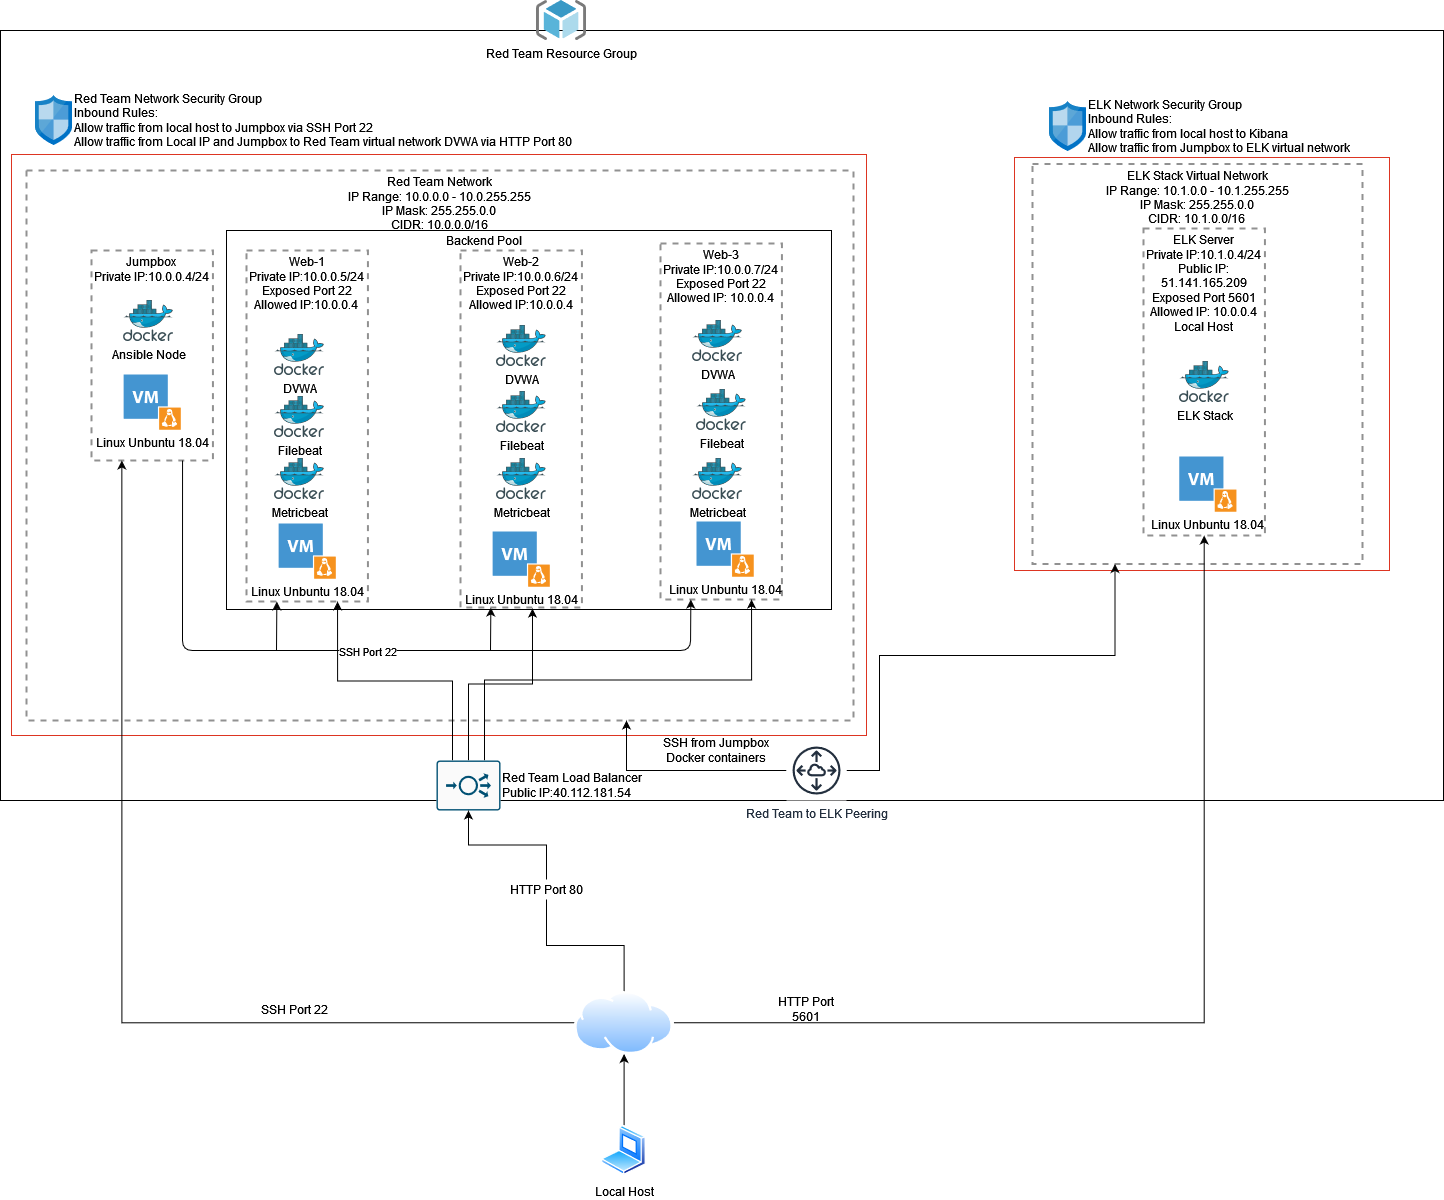 Red Team Resource Group
Red Team Network Security Group
Inbound Rules:
Allow traffic from local host to Jumpbox via SSH Port 22
Allow traffic from Local IP and Jumpbox to Red Team virtual network DVWA via HTTP Port 80
ELK Network Security Group
Inbound Rules:
Allow traffic from local host to Kibana
Allow traffic from Jumpbox to ELK virtual network
Red Team Network
IP Range: 10.0.0.0 - 10.0.255.255
IP Mask: 255.255.0.0
CIDR: 10.0.0.0/16
Backend Pool
Jumpbox
Private IP:10.0.0.4/24
docker
Ansible Node
VM
Linux Unbuntu 18.04
Web-1
Private IP:10.0.0.5/24
Exposed Port 22
Allowed IP:10.0.0.4
docker
DVWA
docker
Filebeat
docker
Metricbeat
VM
Linux Unbuntu 18.04
Web-2
Private IP:10.0.0.6/24
Exposed Port 22
Allowed IP:10.0.0.4
docker
DVWA
docker
Filebeat
docker
Metricbeat
VM
Linux Unbuntu 18.04
Web-3
Private IP:10.0.0.7/24
Exposed Port 22
Allowed IP: 10.0.0.4
docker
DVWA
docker
Filebeat
docker
Metricbeat
VM
Linux Unbuntu 18.04
SSH Port 22
ELK Stack Virtual Network
IP Range: 10.1.0.0 - 10.1.255.255
IP Mask: 255.255.0.0
CIDR: 10.1.0.0/16
ELK Server
Private IP:10.1.0.4/24
Public IP:
51.141.165.209
Exposed Port 5601
Allowed IP: 10.0.0.4
Local Host
docker
ELK Stack
VM
Linux Unbuntu 18.04
SSH from Jumpbox
Docker containers
Red Team Load Balancer
Public IP:40.112.181.54
Red Team to ELK Peering
HTTP Port 80
SSH Port 22
HTTP Port
5601
Local Host